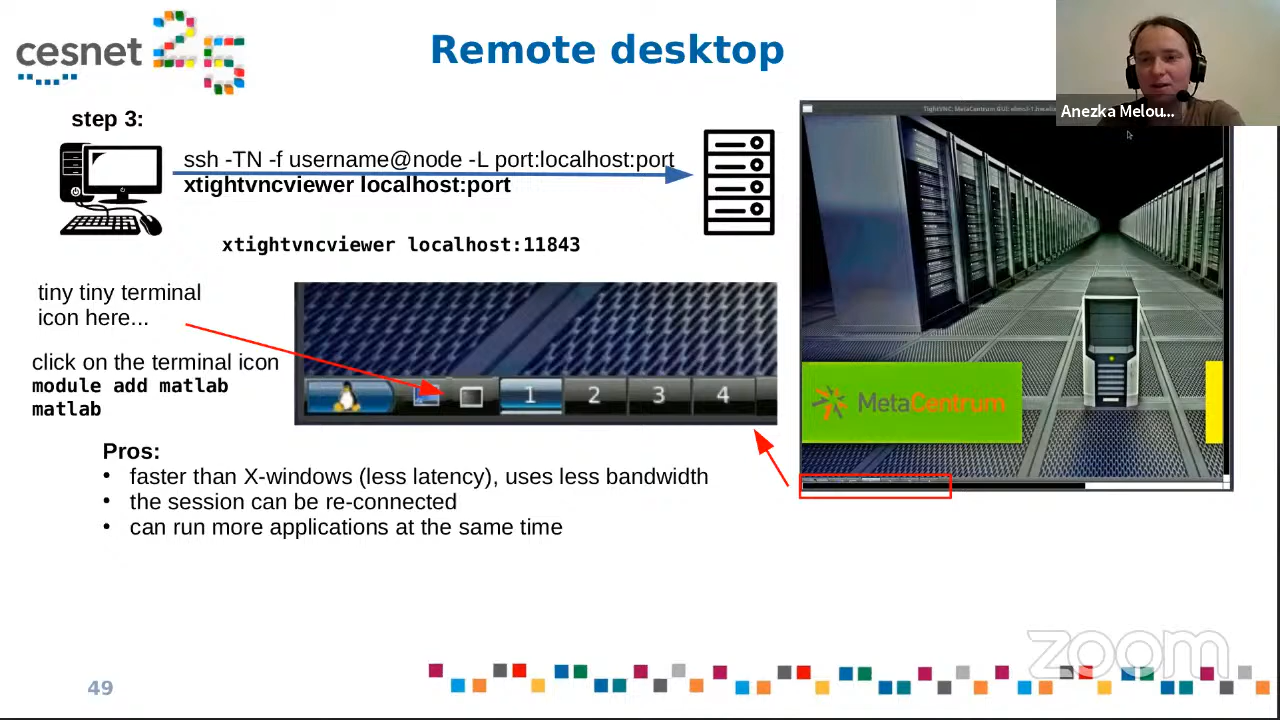 cesnet
Remote desktop
Anezka Melou...
step 3:
ssh -TN -f username@node -L port:localhost:port
xtightvncviewer localhost:port
xtightvncviewer localhost:11843
tiny tiny terminal
icon here...
click on the terminal icon
module add matlab
matlab
1 2 3 4
MetaCentrum
Pros:
• faster than X-windows (less latency), uses less bandwidth
• the session can be re-connected
• can run more applications at the same time
zoom
49